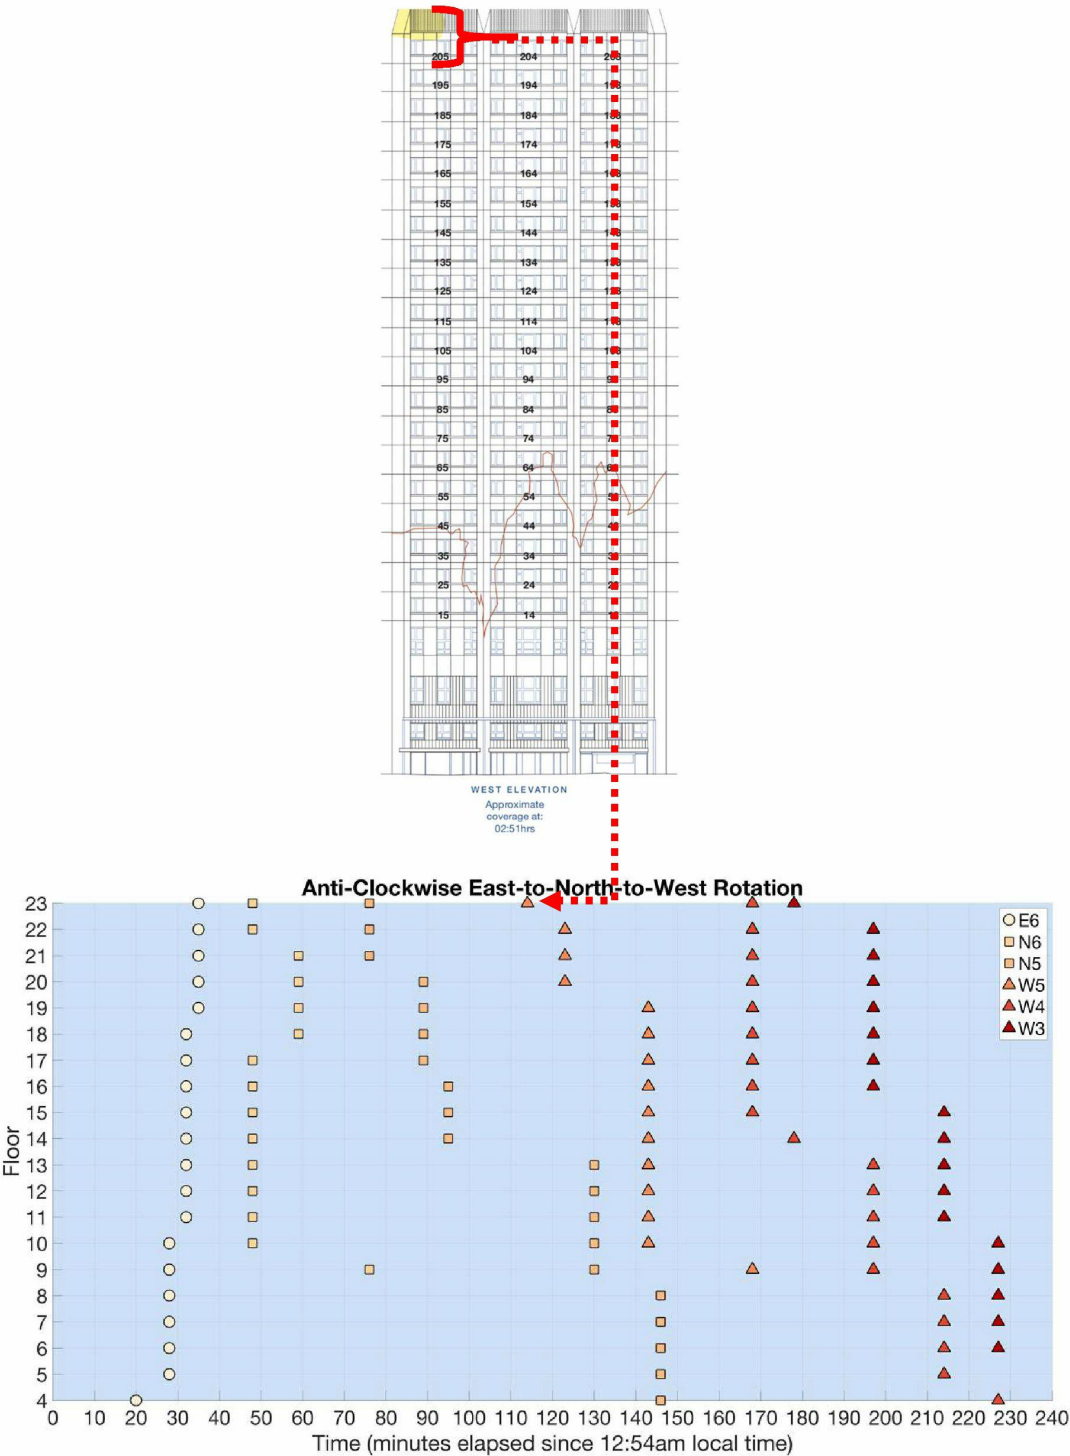 205 204
195 194
185 184
175 174
165 164
155 154
145 144
135 134
125 124
115 114
105 104
95 94
85 84
75 74
65 64
55 54
45 44
35 34
25 24
15 14
WEST ELEVATION
Approximate
coverage at:
02:51hrs
Anti-Clockwise East-to-North-to-West Rotation
23
22
21
20
19
18
17
16
15
14
13
12
11
10
9
8
7
6
5
4
Floor
E6
N6
N5
W5
W4
W3
0 10 20 30 40 50 60 70 80 90 100 110 120 130 140 150 160 170 180 190 200 210 220 230 240
Time (minutes elapsed since 12:54am local time)